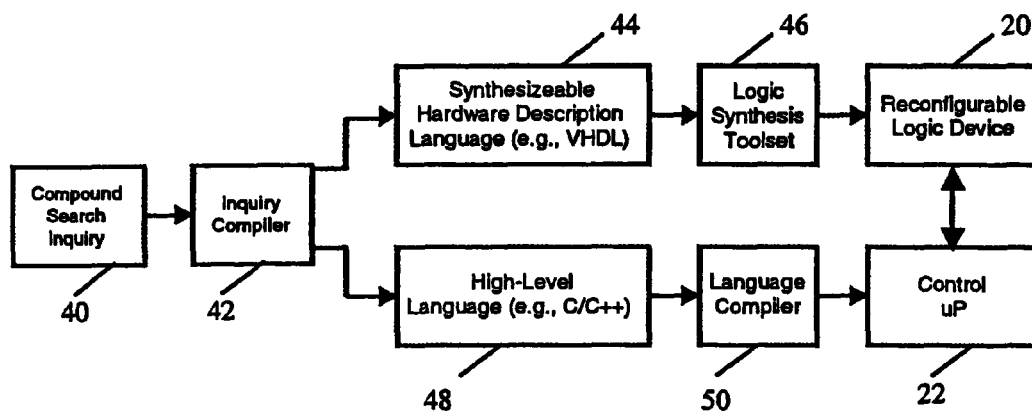 44
46
20
Synthesizeable
Hardware Description
Language (e.g., VHDL)
Logic
Synthesis
Toolset
Reconfigurable
Logic Device
Compound
Search
Inquiry
Inquiry
Compiler
40
42
High-Level
Language (e.g., C/C++)
Language
Compiler
Control
uP
48
50
22